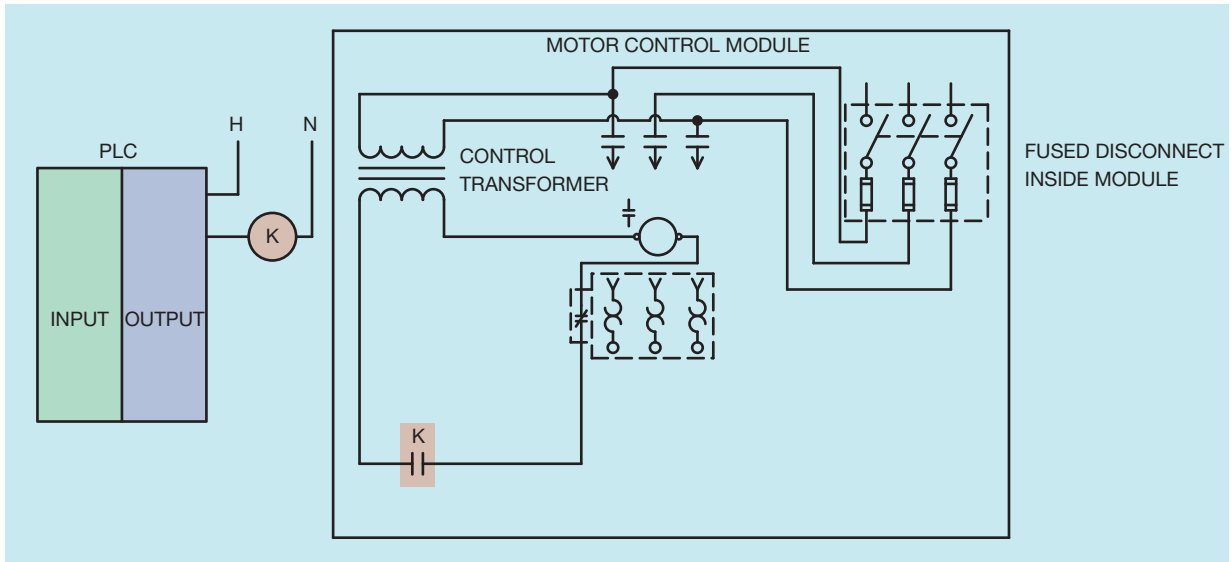 MOTOR CONTROL MODULE
H
N
PLC
CONTROL
TRANSFORMER
FUSED DISCONNECT
INSIDE MODULE
K
INPUT
OUTPUT
K